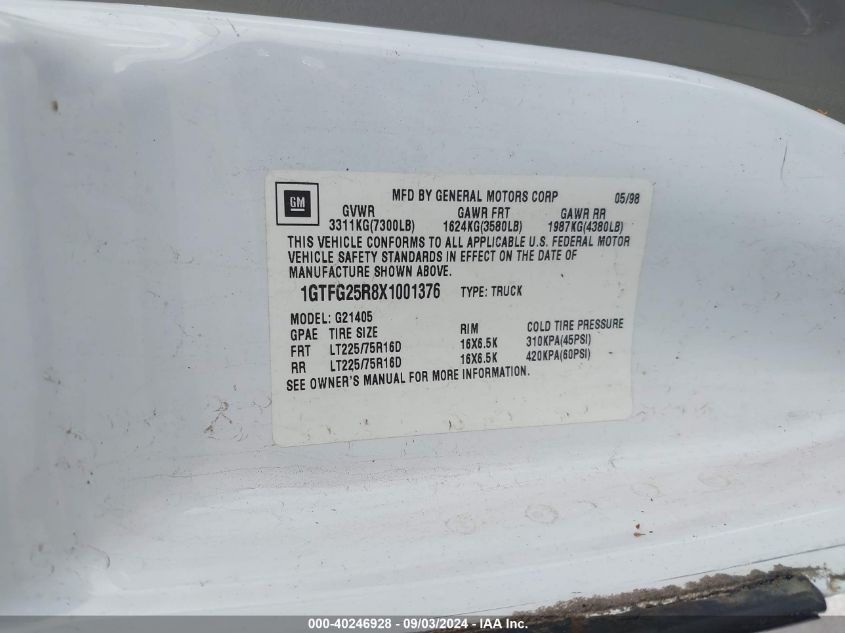 GM
MFD BY GENERAL MOTORS CORP 05/98
GVWR GAWR FRT GAWR RR
3311KG(7300LB) 1624KG(3580LB) 1987KG(4380LB)
THIS VEHICLE CONFORMS TO ALL APPLICABLE U.S. FEDERAL MOTOR
VEHICLE SAFETY STANDARDS IN EFFECT ON THE DATE OF
MANUFACTURE SHOWN ABOVE.
1GTFG25R8X1001376 TYPE: TRUCK
MODEL: G21405
GPAE TIRE SIZE RIM COLD TIRE PRESSURE
FRT LT225/75R16D 16X6.5K 310KPA(45PSI)
RR LT225/75R16D 16X6.5K 420KPA(60PSI)
SEE OWNER'S MANUAL FOR MORE INFORMATION.
000-40246928 - 09/03/2024 - IAA Inc.